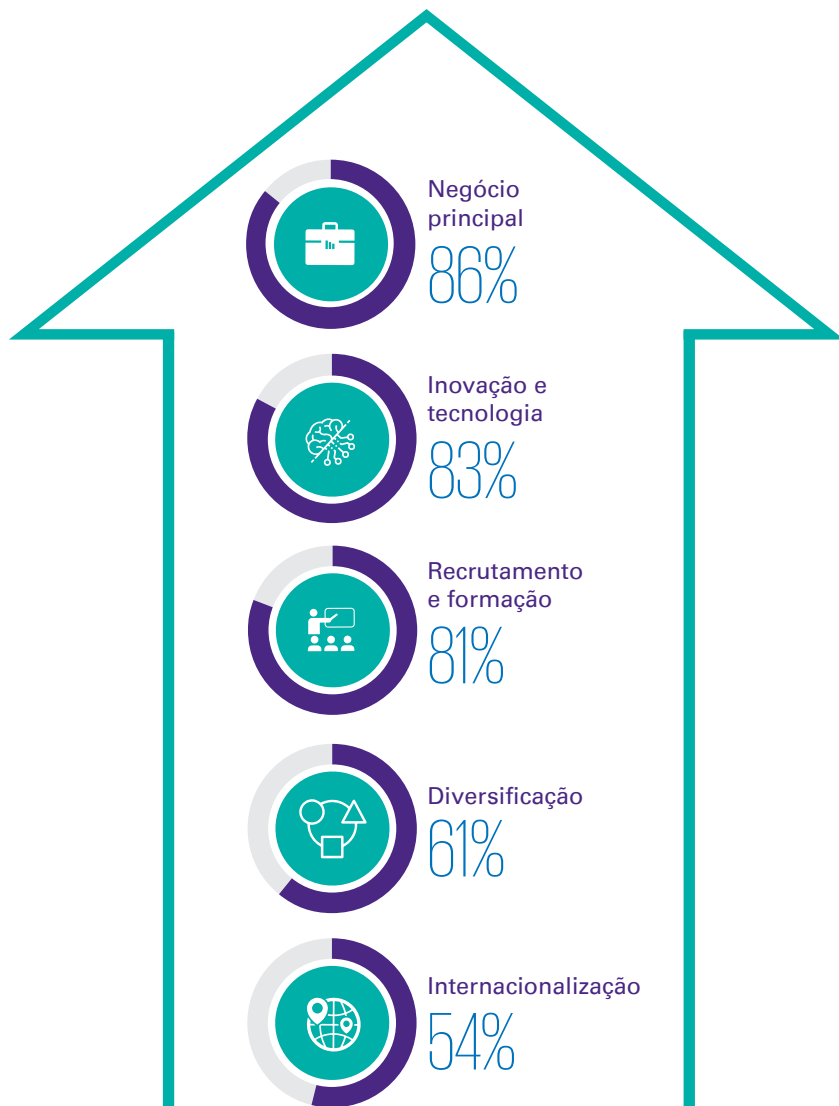 Negócio
principal
86%
Inovação e
tecnologia
83%
Recrutamento
e formação
81%
Diversificação
61%
Internacionalização
54%